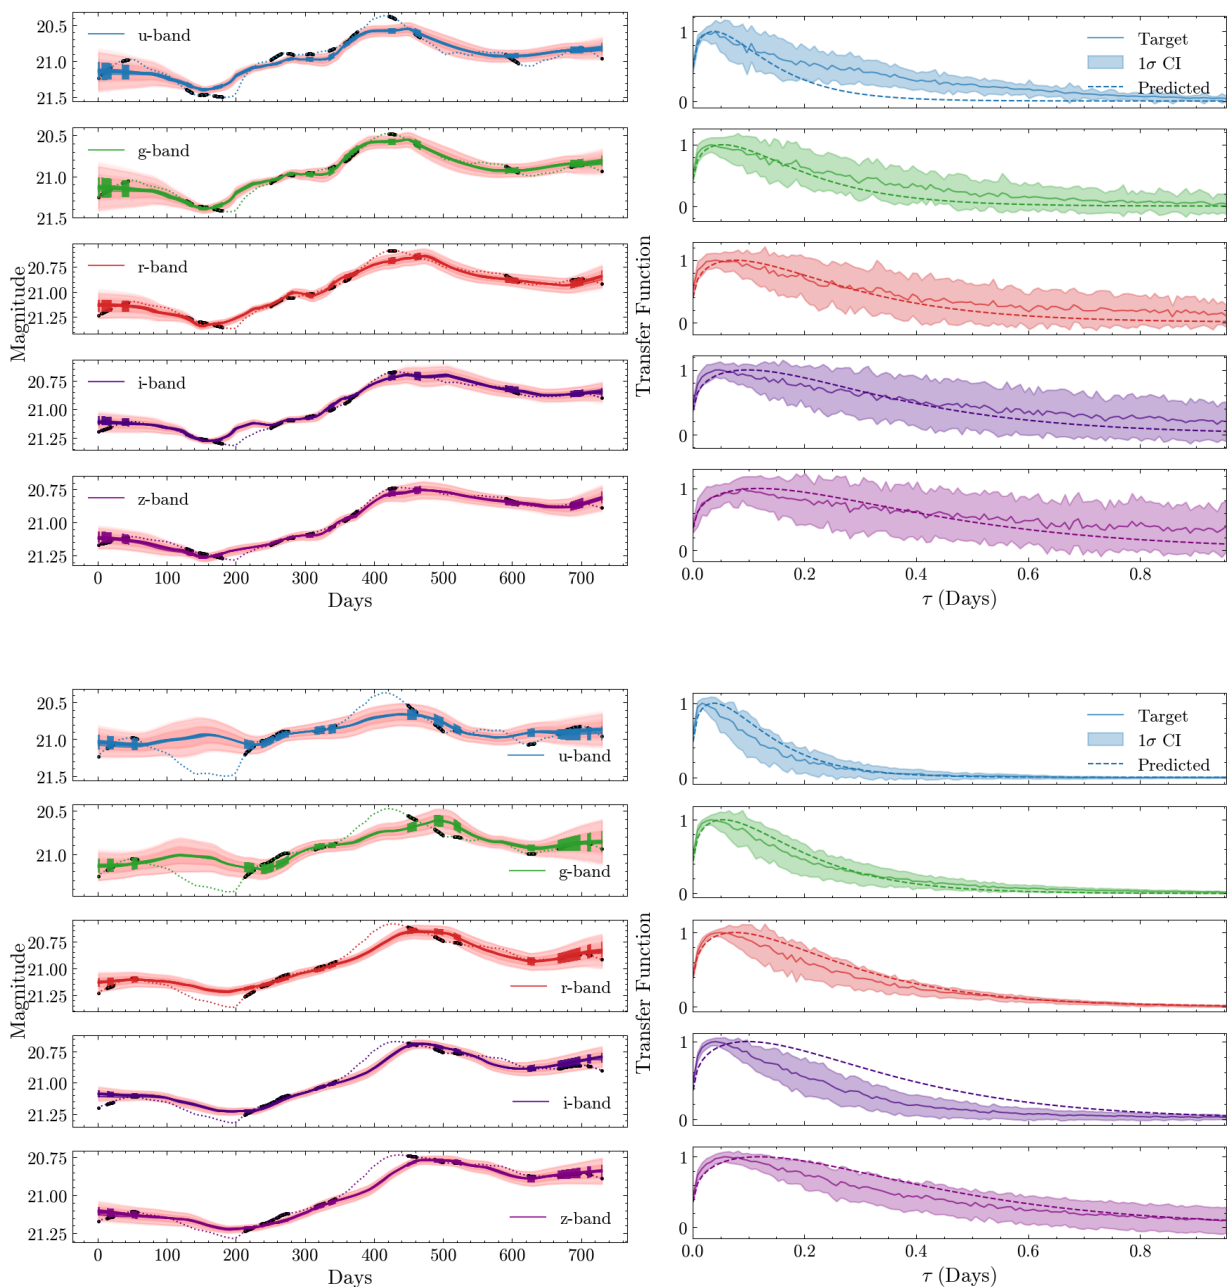 20.5
21.0
21.5
u-band
20.5
21.0
21.5
g-band
20.75
21.00
21.25
r-band
20.75
21.00
21.25
i-band
20.75
21.00
21.25
z-band
Magnitude
0 100 200 300 400 500 600 700
Days
1
0
Target
1σ CI
Predicted
1
0
1
0
1
0
1
0
Transfer Function
0.0 0.2 0.4 0.6 0.8
τ (Days)
20.5
21.0
21.5
u-band
20.5
21.0
g-band
20.75
21.00
21.25
r-band
20.75
21.00
21.25
i-band
20.75
21.00
21.25
z-band
Magnitude
0 100 200 300 400 500 600 700
Days
1
0
Target
1σ CI
Predicted
1
0
1
0
1
0
1
0
Transfer Function
0.0 0.2 0.4 0.6 0.8
τ (Days)